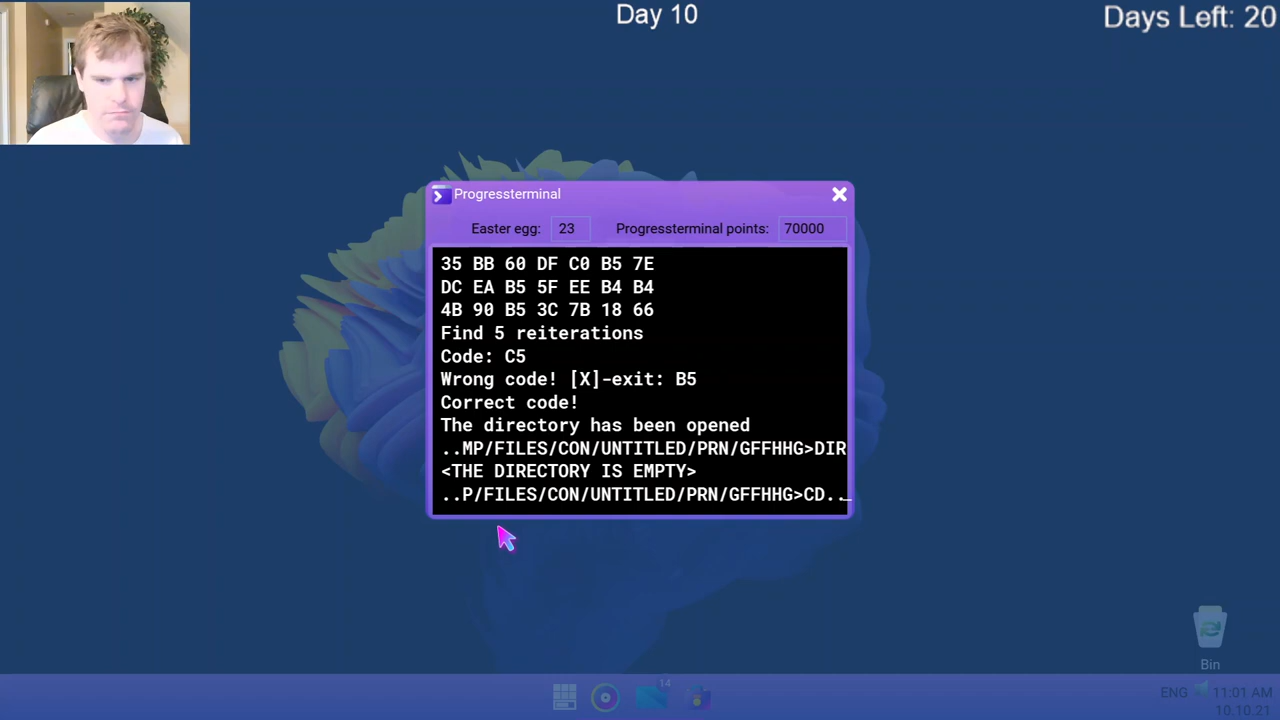 Day 10
Days Left: 20
Progressterminal
Easter egg: 23 Progressterminal points: 70000
35 BB 60 DF C0 B5 7E
DC EA B5 5F EE B4 B4
4B 90 B5 3C 7B 18 66
Find 5 reiterations
Code: C5
Wrong code! [X]-exit: B5
Correct code!
The directory has been opened
..MP/FILES/CON/UNTITLED/PRN/GFFHHG>DIR
<THE DIRECTORY IS EMPTY>
..P/FILES/CON/UNTITLED/PRN/GFFHHG>CD.._
Bin
14
ENG 11:01 AM
10.10.21